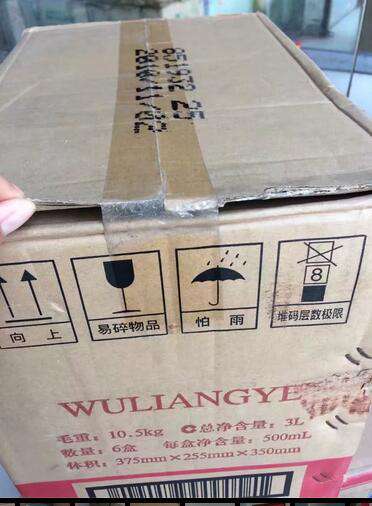 851952 25
2010/11/02
8
向上
易碎物品
怕雨
堆码层数极限
WULIANGYE
毛重: 10.5kg
总净含量: 3L
数量: 6盒
每盒净含量: 500mL
体积: 375mm×255mm×350mm